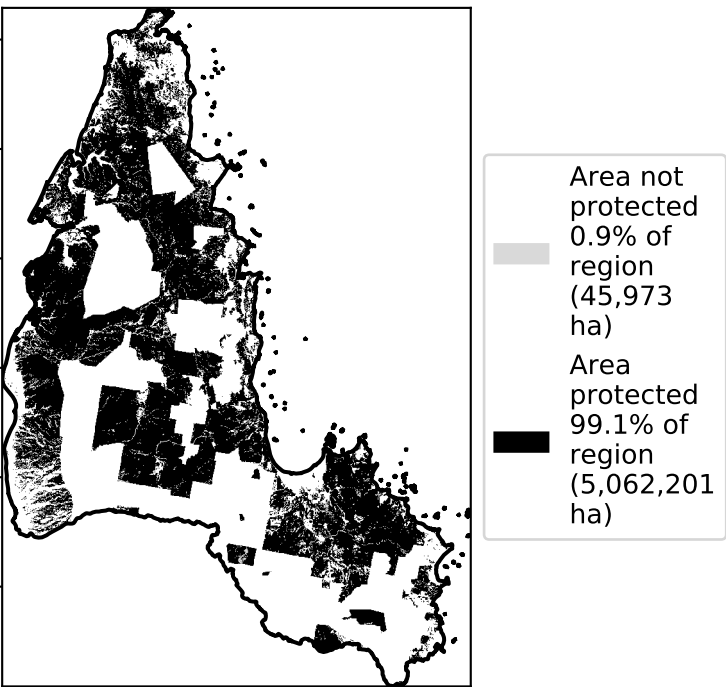 Area not
protected
0.9% of
region
(45,973
ha)
Area
protected
99.1% of
region
(5,062,201
ha)